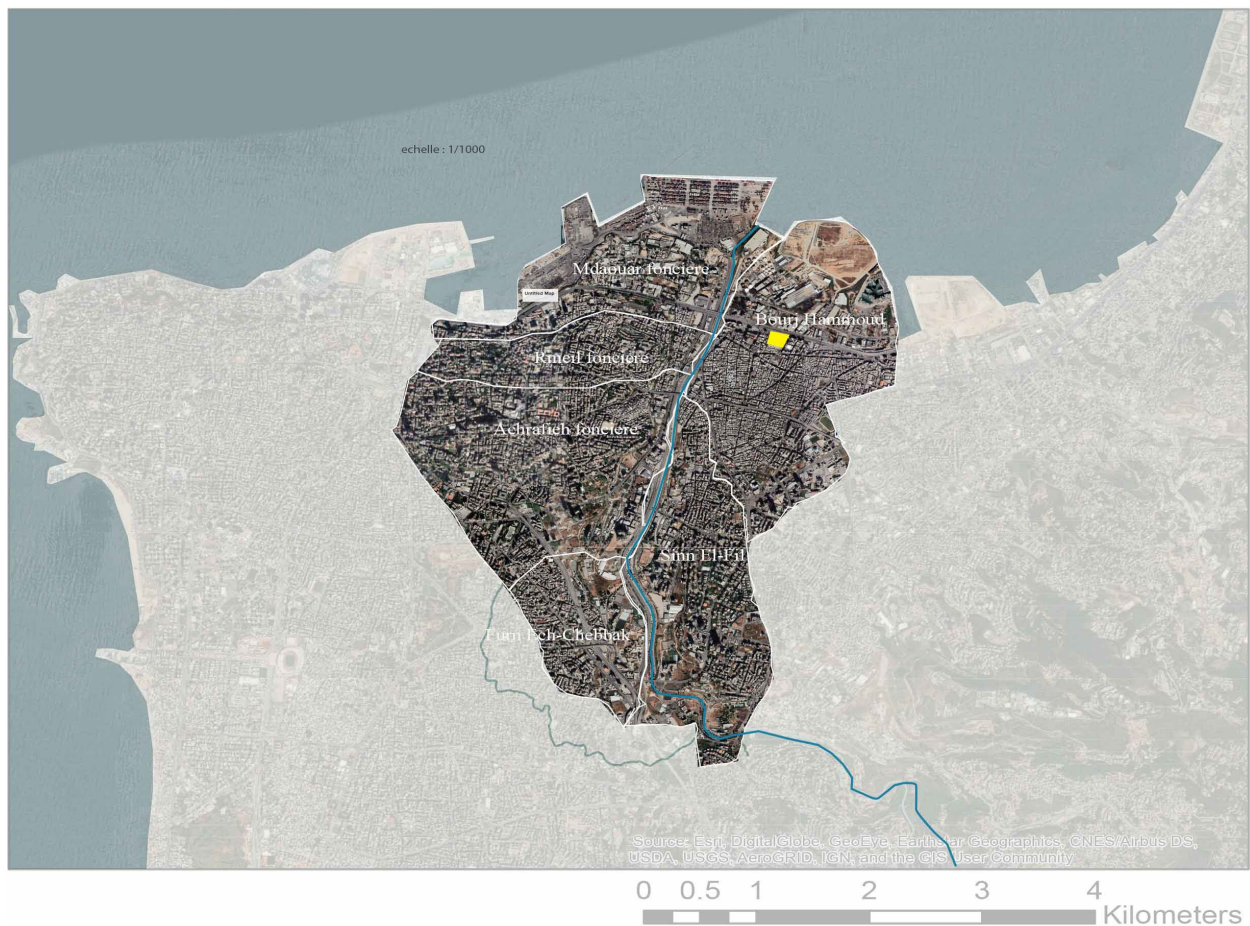 echelle : 1/1000
Mdaouar fonciere
Untitled Map
Bourj Hammoud
Rmeil fonciere
Achrafieh fonciere
Sinn El-Fil
Furn Ech-Chebbak
Source: Esri, DigitalGlobe, GeoEye, Earthstar Geographics, CNES/Airbus DS,
USDA, USGS, AeroGRID, IGN, and the GIS User Community
0 0.5 1 2 3 4
Kilometers